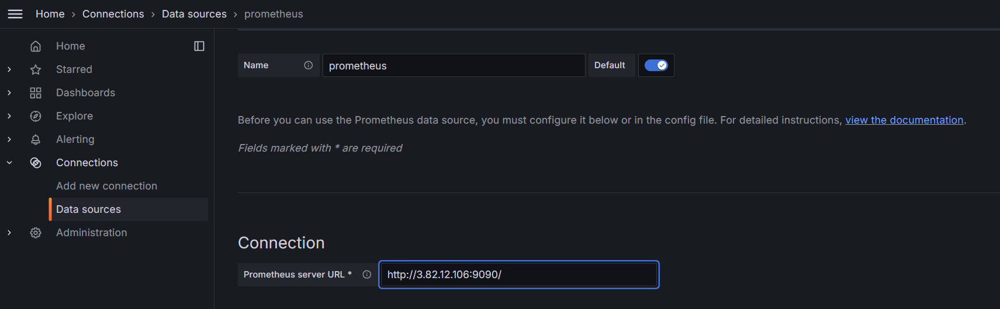 Home › Connections › Data sources › prometheus
Home
Starred
Dashboards
Explore
Alerting
Connections
Add new connection
Data sources
Administration
Name prometheus Default
Before you can use the Prometheus data source, you must configure it below or in the config file. For detailed instructions, view the documentation.
Fields marked with * are required
Connection
Prometheus server URL * http://3.82.12.106:9090/